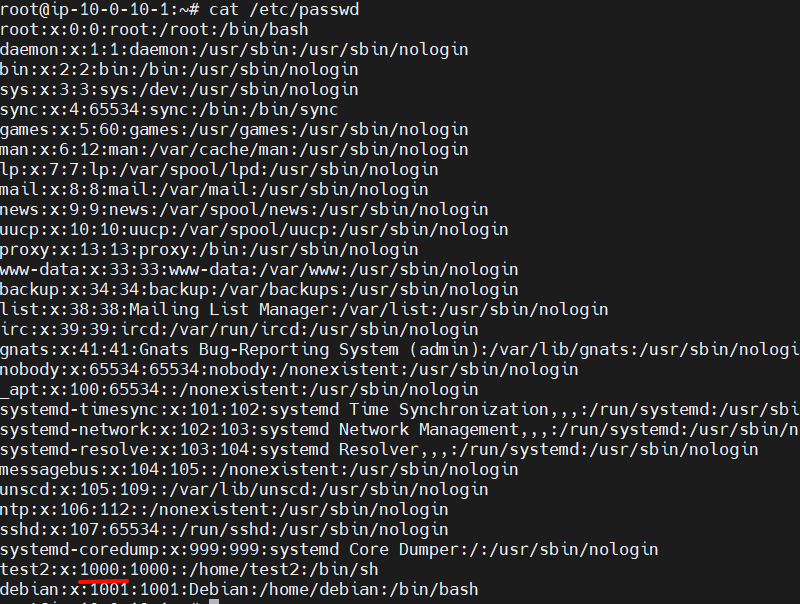 root@ip-10-0-10-1:~# cat /etc/passwd
root:x:0:0:root:/root:/bin/bash
daemon:x:1:1:daemon:/usr/sbin:/usr/sbin/nologin
bin:x:2:2:bin:/bin:/usr/sbin/nologin
sys:x:3:3:sys:/dev:/usr/sbin/nologin
sync:x:4:65534:sync:/bin:/bin/sync
games:x:5:60:games:/usr/games:/usr/sbin/nologin
man:x:6:12:man:/var/cache/man:/usr/sbin/nologin
lp:x:7:7:lp:/var/spool/lpd:/usr/sbin/nologin
mail:x:8:8:mail:/var/mail:/usr/sbin/nologin
news:x:9:9:news:/var/spool/news:/usr/sbin/nologin
uucp:x:10:10:uucp:/var/spool/uucp:/usr/sbin/nologin
proxy:x:13:13:proxy:/bin:/usr/sbin/nologin
www-data:x:33:33:www-data:/var/www:/usr/sbin/nologin
backup:x:34:34:backup:/var/backups:/usr/sbin/nologin
list:x:38:38:Mailing List Manager:/var/list:/usr/sbin/nologin
irc:x:39:39:ircd:/var/run/ircd:/usr/sbin/nologin
gnats:x:41:41:Gnats Bug-Reporting System (admin):/var/lib/gnats:/usr/sbin/nologi
nobody:x:65534:65534:nobody:/nonexistent:/usr/sbin/nologin
_apt:x:100:65534::/nonexistent:/usr/sbin/nologin
systemd-timesync:x:101:102:systemd Time Synchronization,,,:/run/systemd:/usr/sbi
systemd-network:x:102:103:systemd Network Management,,,:/run/systemd:/usr/sbin/n
systemd-resolve:x:103:104:systemd Resolver,,,:/run/systemd:/usr/sbin/nologin
messagebus:x:104:105::/nonexistent:/usr/sbin/nologin
unscd:x:105:109::/var/lib/unscd:/usr/sbin/nologin
ntp:x:106:112::/nonexistent:/usr/sbin/nologin
sshd:x:107:65534::/run/sshd:/usr/sbin/nologin
systemd-coredump:x:999:999:systemd Core Dumper:/:/usr/sbin/nologin
test2:x:1000:1000::/home/test2:/bin/sh
debian:x:1001:1001:Debian:/home/debian:/bin/bash